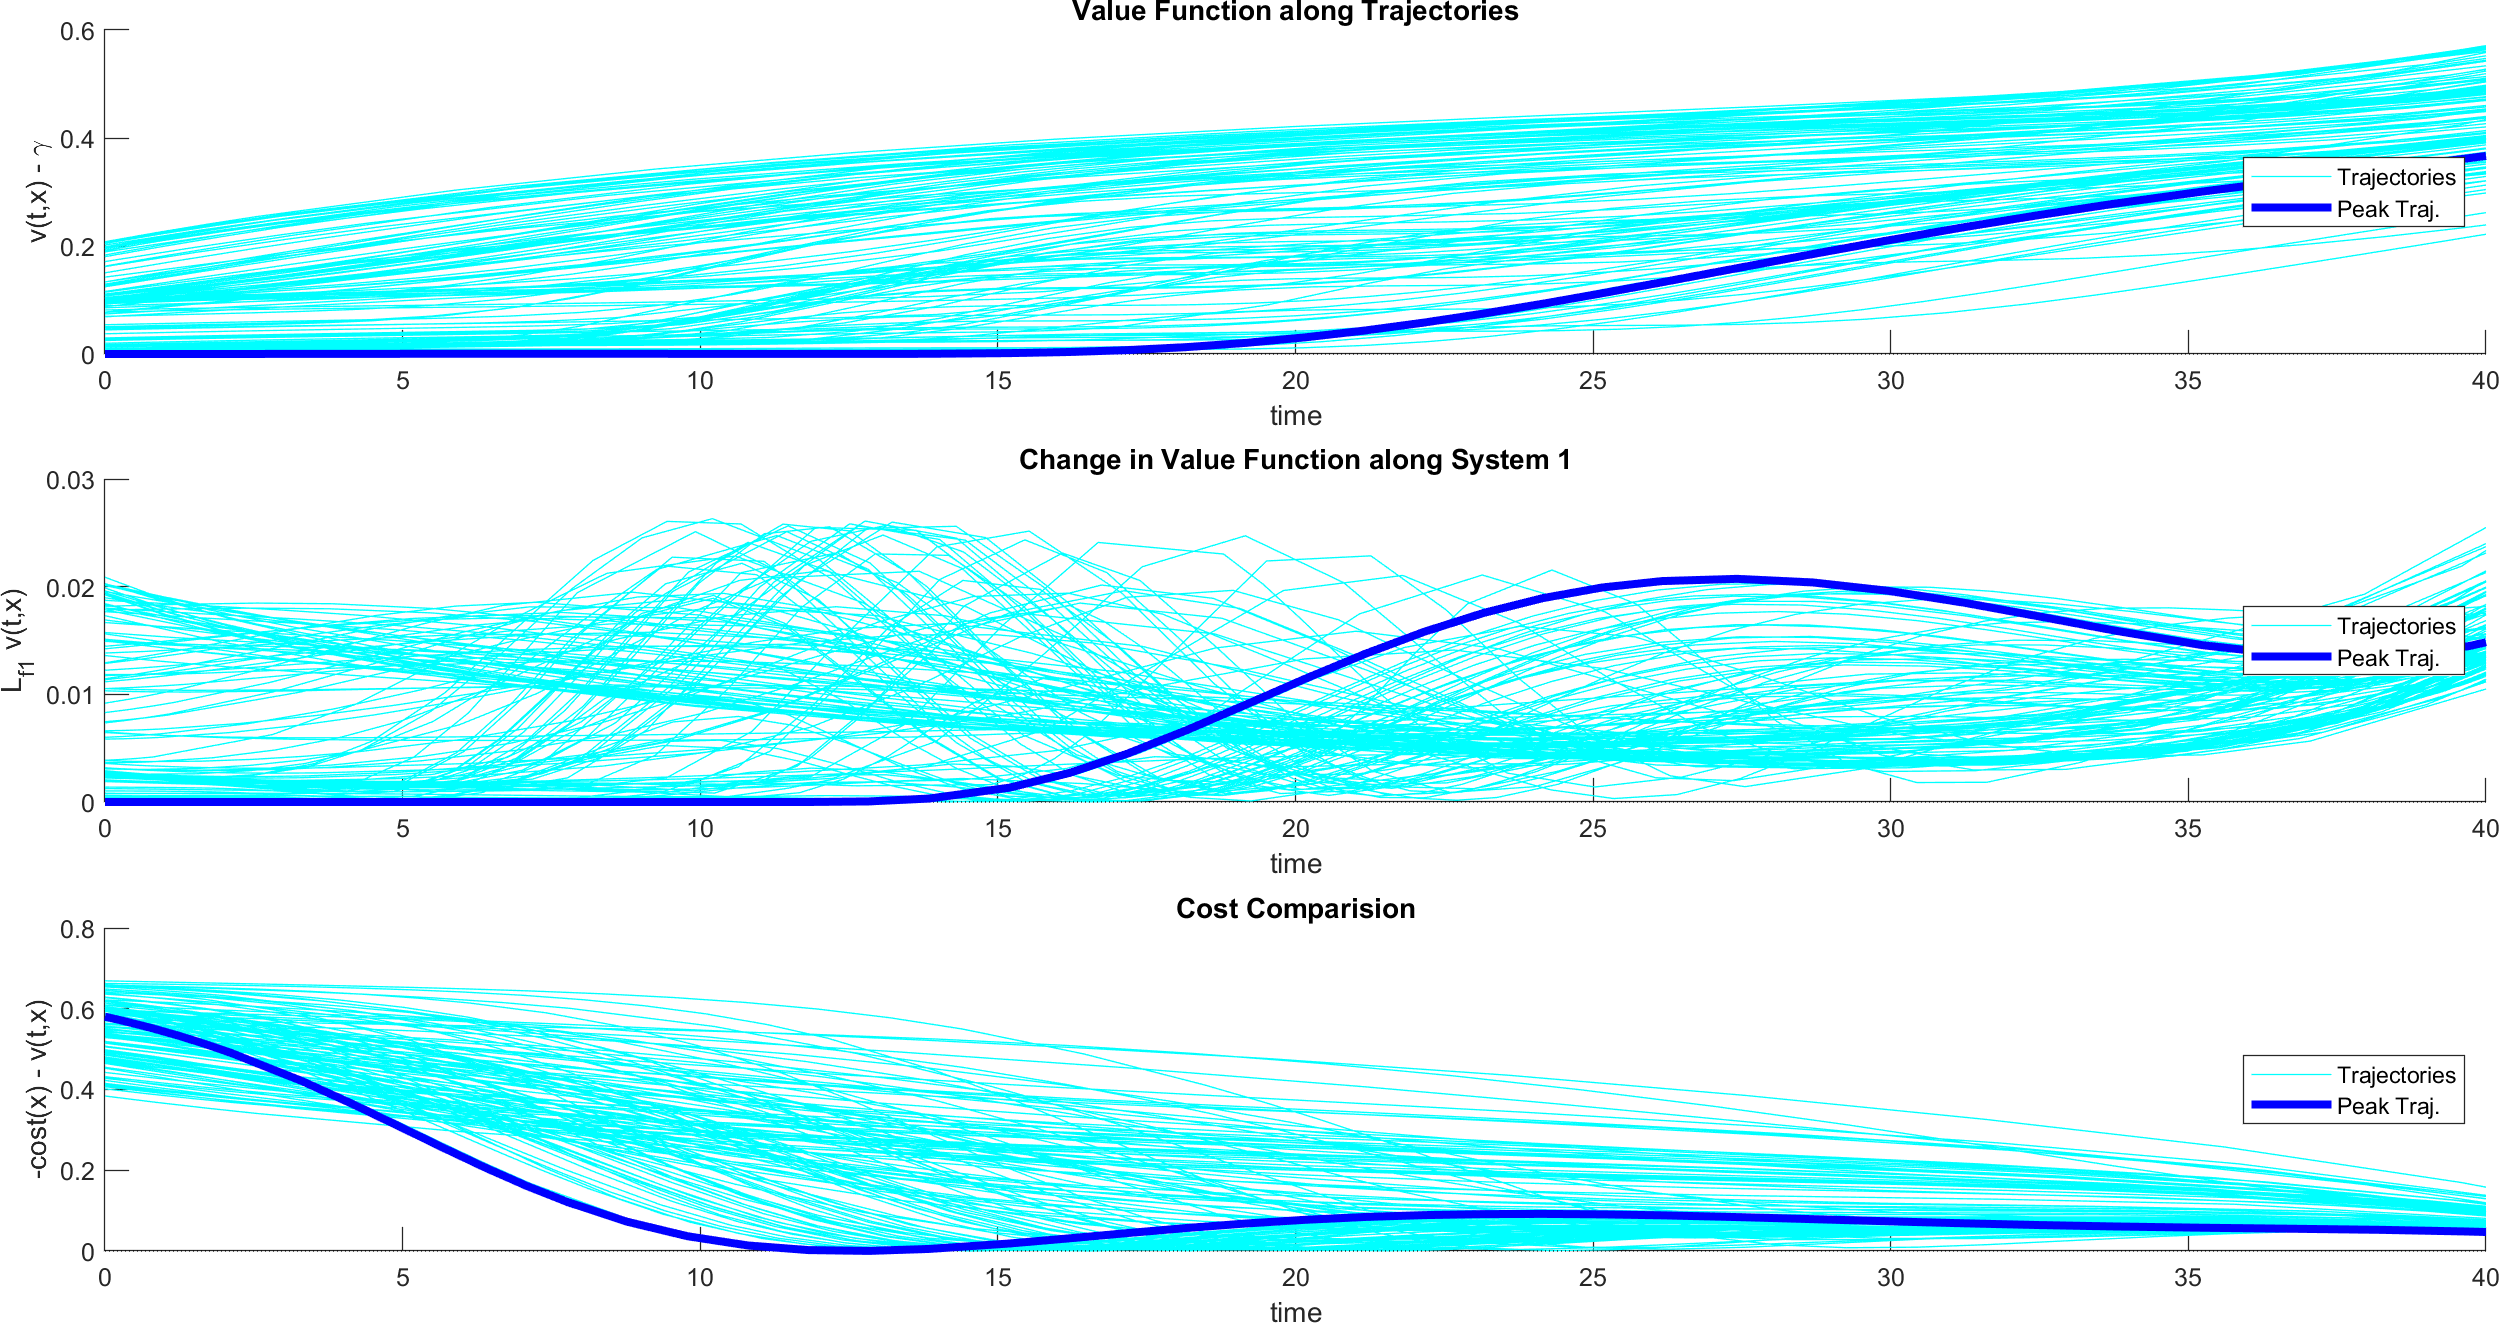 Value Function along Trajectories
v(t,x) - γ
0.6
0.4
0.2
0
0 5 10 15 20 25 30 35 40
time
Trajectories
Peak Traj.
Change in Value Function along System 1
L_f1 v(t,x)
0.03
0.02
0.01
0
0 5 10 15 20 25 30 35 40
time
Trajectories
Peak Traj.
Cost Comparision
-cost(x) - v(t,x)
0.8
0.6
0.4
0.2
0
0 5 10 15 20 25 30 35 40
time
Trajectories
Peak Traj.